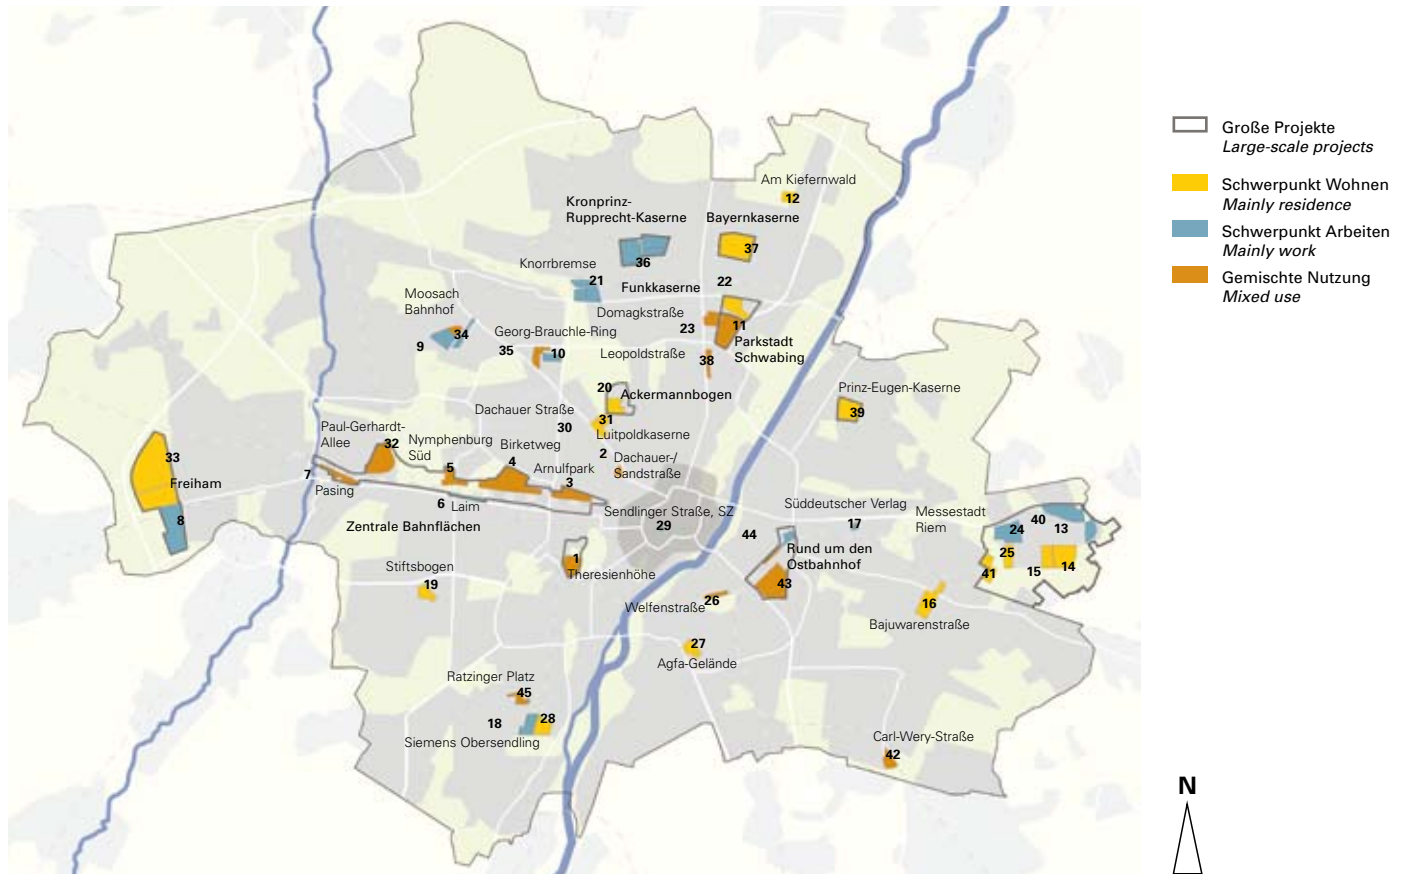 Große Projekte
Large-scale projects
Schwerpunkt Wohnen
Mainly residence
Schwerpunkt Arbeiten
Mainly work
Gemischte Nutzung
Mixed use
N
Am Kiefernwald
12
Kronprinz-
Rupprecht-Kaserne
36
Bayernkaserne
37
Knorrbremse
21
Funkkaserne
22
Moosach
Bahnhof
34
9
Domagkstraße
23
11
Parkstadt
Schwabing
Georg-Brauchle-Ring
35
10
Leopoldstraße
38
20
Ackermannbogen
Prinz-Eugen-Kaserne
39
Dachauer Straße
30
31
Luitpoldkaserne
Paul-Gerhardt-
Allee
32
Nymphenburg
Süd
5
Birketweg
4
Arnulfpark
3
2
Dachauer-/
Sandstraße
33
Freiham
8
7
Pasing
6
Laim
Zentrale Bahnflächen
Sendlinger Straße, SZ
29
Süddeutscher Verlag
17
Messestadt
Riem
24
40
13
25
41
15
14
44
Rund um den
Ostbahnhof
43
1
Theresienhöhe
Stiftsbogen
19
Welfenstraße
26
16
Bajuwarenstraße
27
Agfa-Gelände
Ratzinger Platz
45
18
28
Siemens Obersendling
Carl-Wery-Straße
42